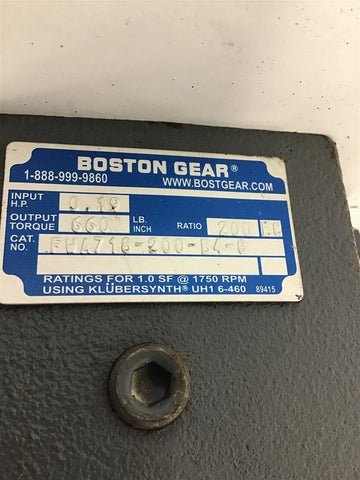 BOSTON GEAR®
1-888-999-9860 WWW.BOSTGEAR.COM
INPUT H.P. 0.46
OUTPUT TORQUE 660 LB. INCH RATIO 200
CAT. NO.
RATINGS FOR 1.0 SF @ 1750 RPM
USING KLÜBERSYNTH® UH1 6-460 89415